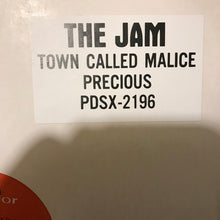 THE JAM
TOWN CALLED MALICE
PRECIOUS
PDSX-2196